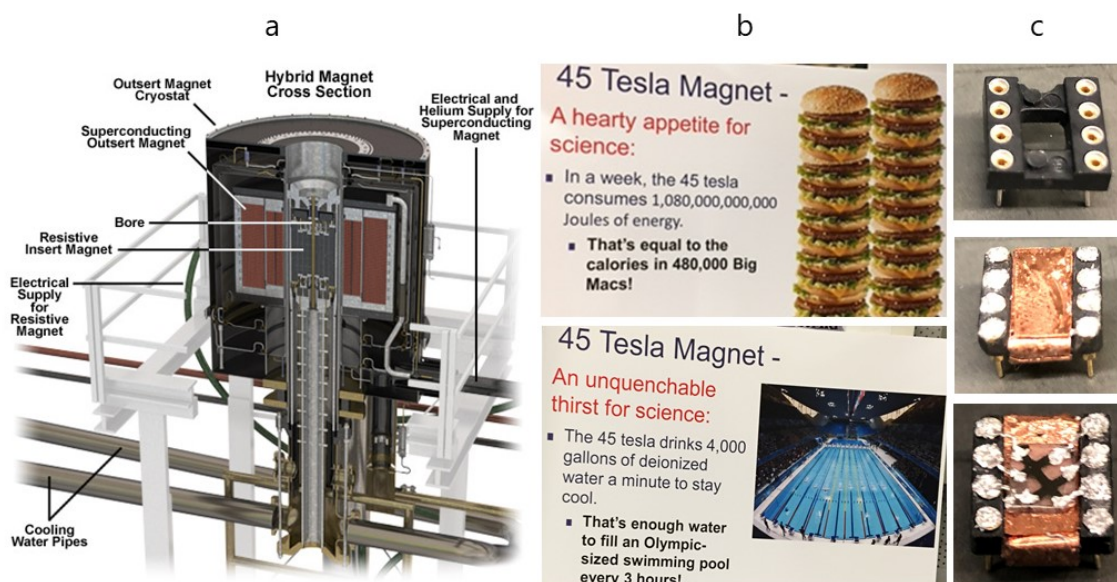 a
b
c
Outsert Magnet
Cryostat
Hybrid Magnet
Cross Section
Electrical and
Helium Supply for
Superconducting
Magnet
Superconducting
Outsert Magnet
Bore
Resistive
Insert Magnet
Electrical
Supply
for
Resistive
Magnet
Cooling
Water Pipes
45 Tesla Magnet -
A hearty appetite for
science:
In a week, the 45 tesla
consumes 1,080,000,000,000
Joules of energy.
That's equal to the
calories in 480,000 Big
Macs!
45 Tesla Magnet -
An unquenchable
thirst for science:
The 45 tesla drinks 4,000
gallons of deionized
water a minute to stay
cool.
That's enough water
to fill an Olympic-
sized swimming pool
every 3 hours!